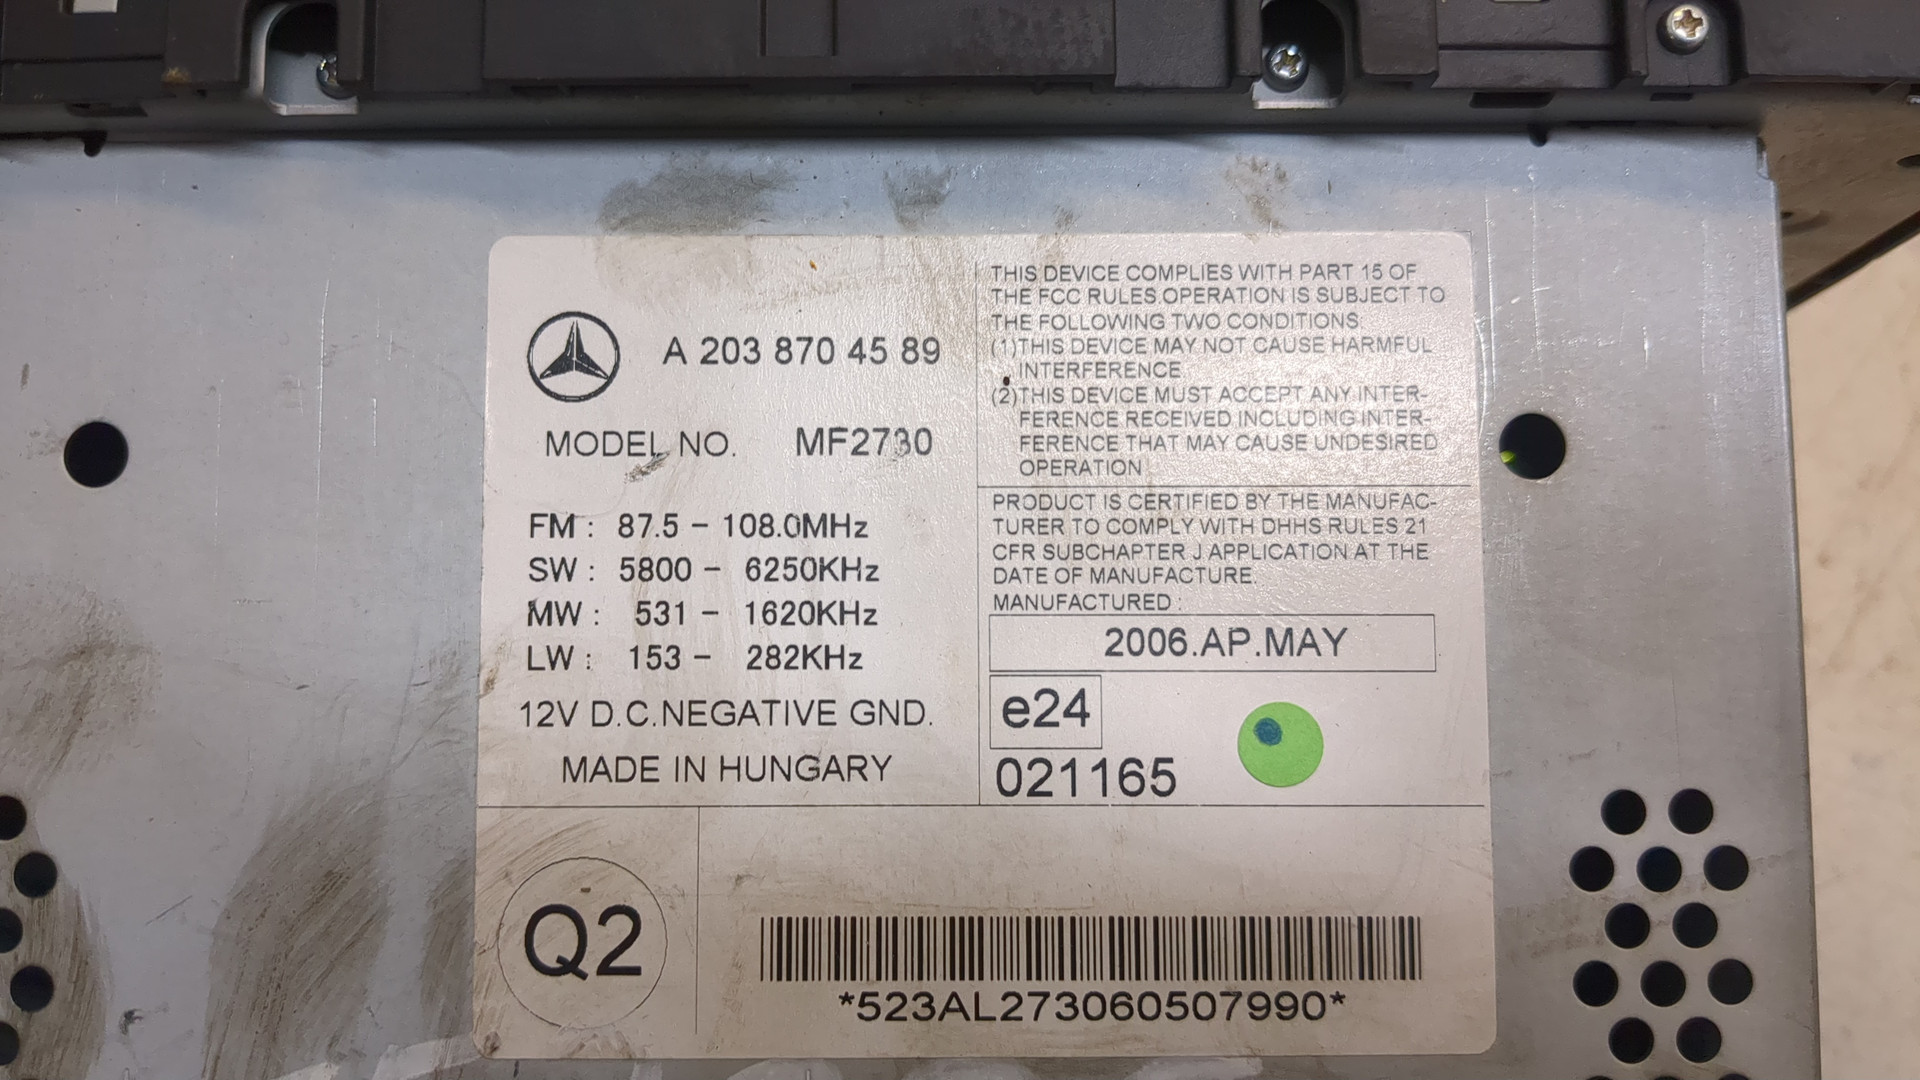 A 203 870 45 89
MODEL NO. MF2730
FM : 87.5 - 108.0MHz
SW : 5800 - 6250KHz
MW : 531 - 1620KHz
LW : 153 - 282KHz
12V D.C.NEGATIVE GND.
MADE IN HUNGARY
THIS DEVICE COMPLIES WITH PART 15 OF
THE FCC RULES.OPERATION IS SUBJECT TO
THE FOLLOWING TWO CONDITIONS:
(1)THIS DEVICE MAY NOT CAUSE HARMFUL
INTERFERENCE
(2)THIS DEVICE MUST ACCEPT ANY INTER-
FERENCE RECEIVED INCLUDING INTER-
FERENCE THAT MAY CAUSE UNDESIRED
OPERATION
PRODUCT IS CERTIFIED BY THE MANUFAC-
TURER TO COMPLY WITH DHHS RULES 21
CFR SUBCHAPTER J APPLICATION AT THE
DATE OF MANUFACTURE.
MANUFACTURED :
2006.AP.MAY
e24
021165
Q2
*523AL273060507990*